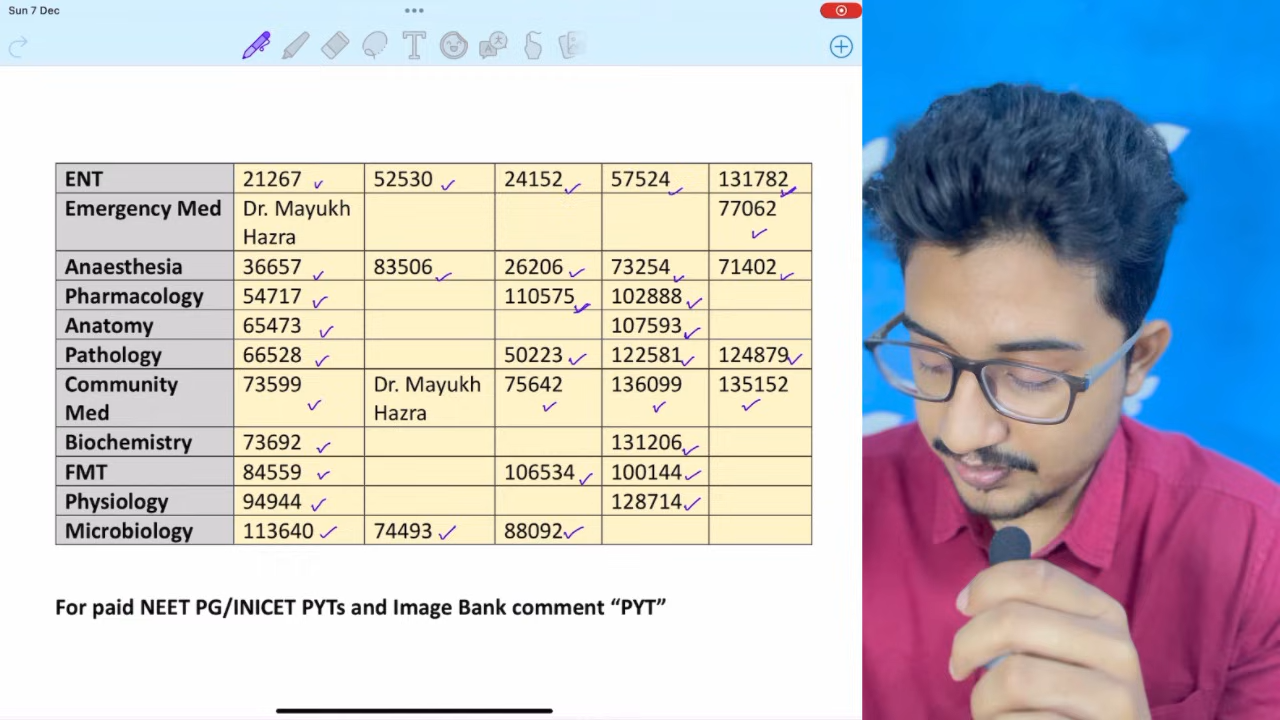 Sun 7 Dec
ENT 21267 52530 24152 57524 131782
Emergency Med Dr. Mayukh 77062
Hazra
Anaesthesia 36657 83506 26206 73254 71402
Pharmacology 54717 110575 102888
Anatomy 65473 107593
Pathology 66528 50223 122581 124879
Community 73599 Dr. Mayukh 75642 136099 135152
Med Hazra
Biochemistry 73692 131206
FMT 84559 106534 100144
Physiology 94944 128714
Microbiology 113640 74493 88092
For paid NEET PG/INICET PYTs and Image Bank comment “PYT”